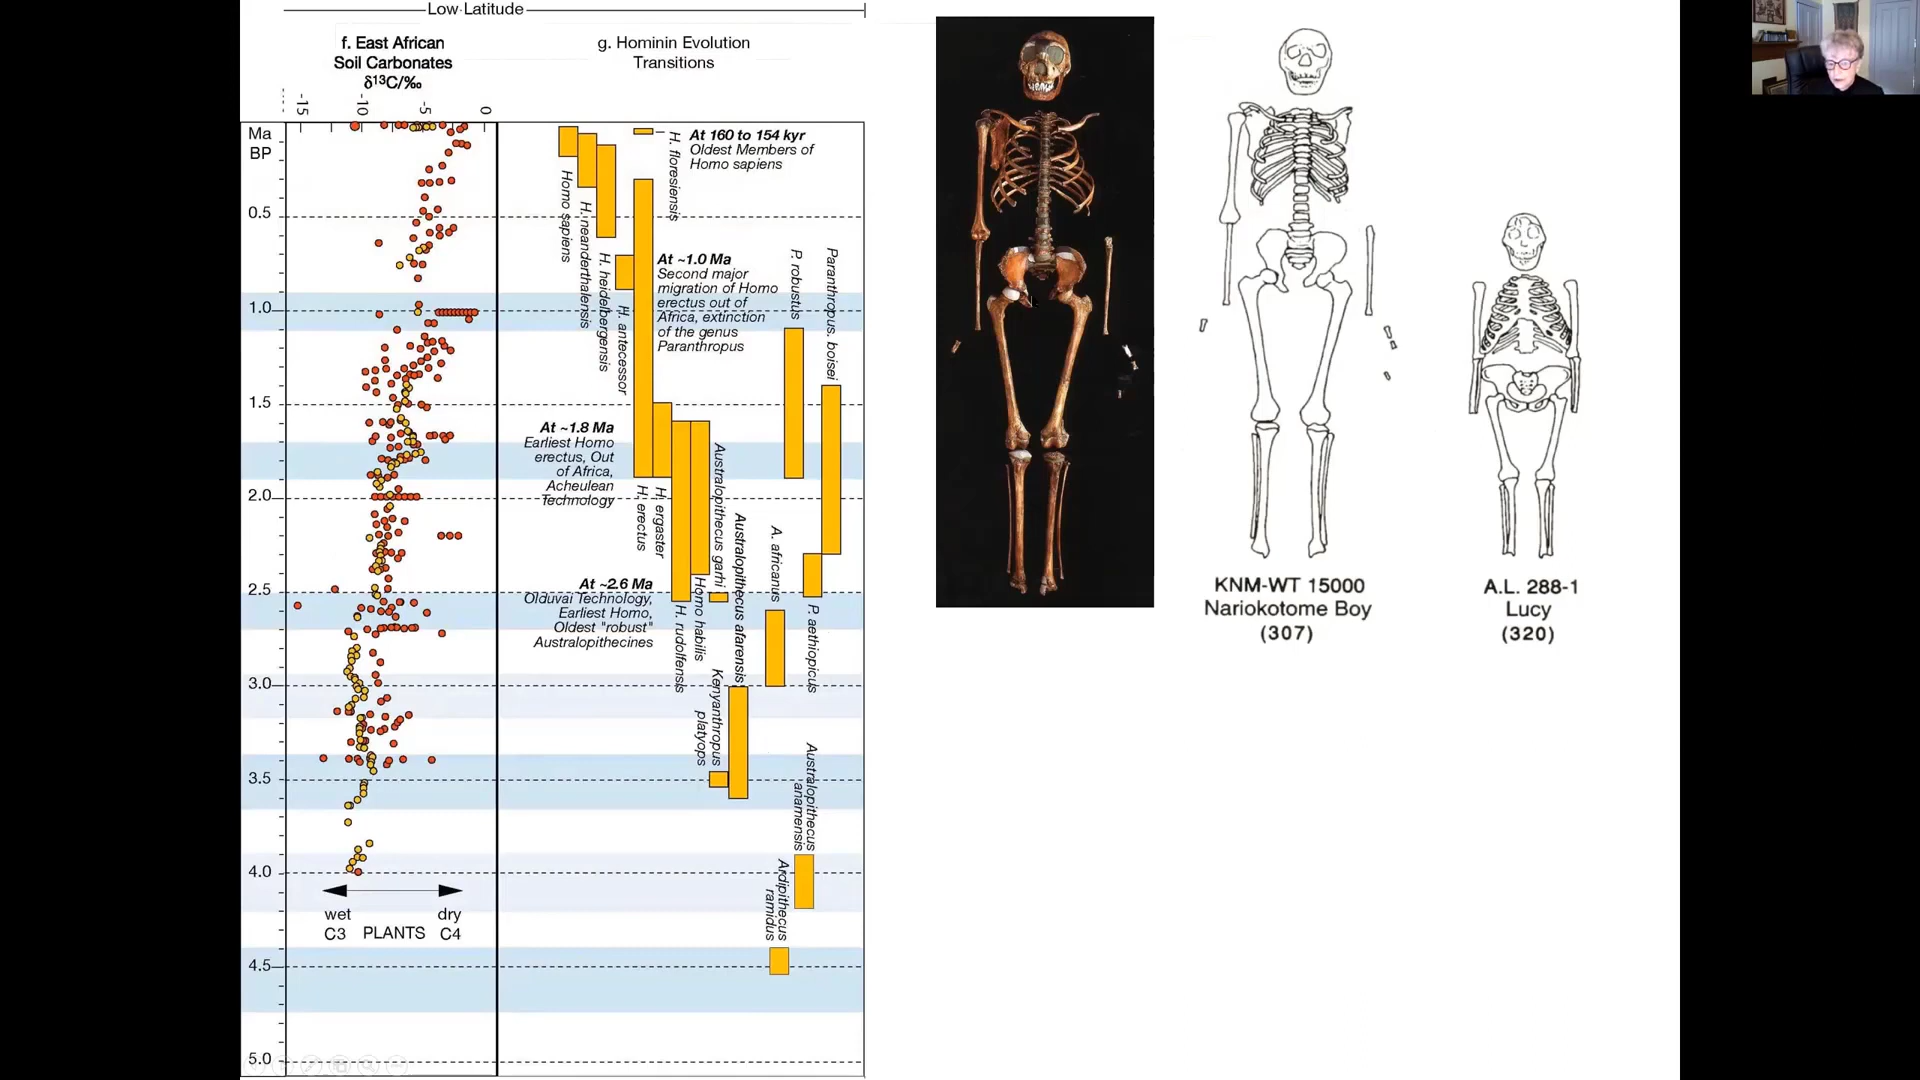 Low Latitude
f. East African
Soil Carbonates
δ¹³C/‰
-15
-10
-5
0
g. Hominin Evolution
Transitions
Ma
BP
0.5
1.0
1.5
2.0
2.5
3.0
3.5
4.0
4.5
5.0
wet
dry
C3
PLANTS
C4
Homo sapiens
H. neanderthalensis
H. heidelbergensis
H. antecessor
H. floresiensis
At 160 to 154 kyr
Oldest Members of
Homo sapiens
At ~1.0 Ma
Second major
migration of Homo
erectus out of
Africa, extinction
of the genus
Paranthropus
P. robustus
Paranthropus. boisei
At ~1.8 Ma
Earliest Homo
erectus, Out
of Africa,
Acheulean
Technology
H. erectus
H. ergaster
Australopithecus garhi
Australopithecus afarensis
A. africanus
At ~2.6 Ma
Olduvai Technology,
Earliest Homo,
Oldest "robust"
Australopithecines
H. rudolfensis
Homo habilis
P. aethiopicus
Kenyanthropus
platyops
Australopithecus
anamensis
Ardipithecus
ramidus
KNM-WT 15000
Nariokotome Boy
(307)
A.L. 288-1
Lucy
(320)